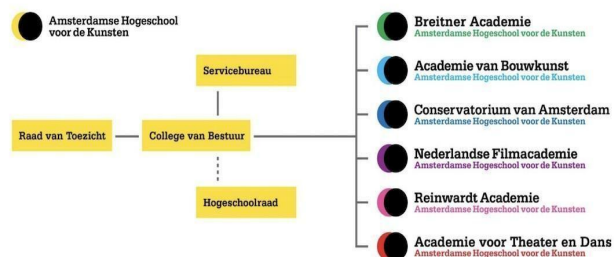 Amsterdamse Hogeschool
voor de Kunsten
Servicebureau
Raad van Toezicht
College van Bestuur
Hogeschoolraad
Breitner Academie
Amsterdamse Hogeschool voor de Kunsten
Academie van Bouwkunst
Amsterdamse Hogeschool voor de Kunsten
Conservatorium van Amsterdam
Amsterdamse Hogeschool voor de Kunsten
Nederlandse Filmacademie
Amsterdamse Hogeschool voor de Kunsten
Reinwardt Academie
Amsterdamse Hogeschool voor de Kunsten
Academie voor Theater en Dans
Amsterdamse Hogeschool voor de Kunsten